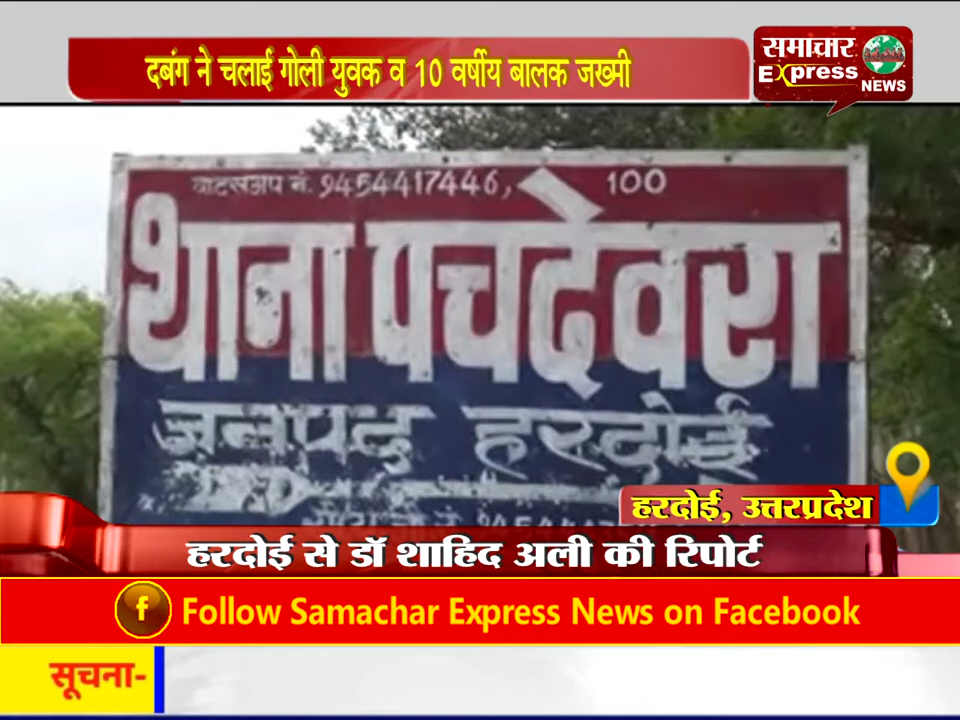 दबंग ने चलाई गोली युवक व 10 वर्षीय बालक जख्मी
समाचार
Express
NEWS
वाटसअप नं. 9454417446, 100
थाना पचदेवरा
जनपद हरदोई
हरदोई, उत्तरप्रदेश
हरदोई से डॉ शाहिद अली की रिपोर्ट
f Follow Samachar Express News on Facebook
सूचना-